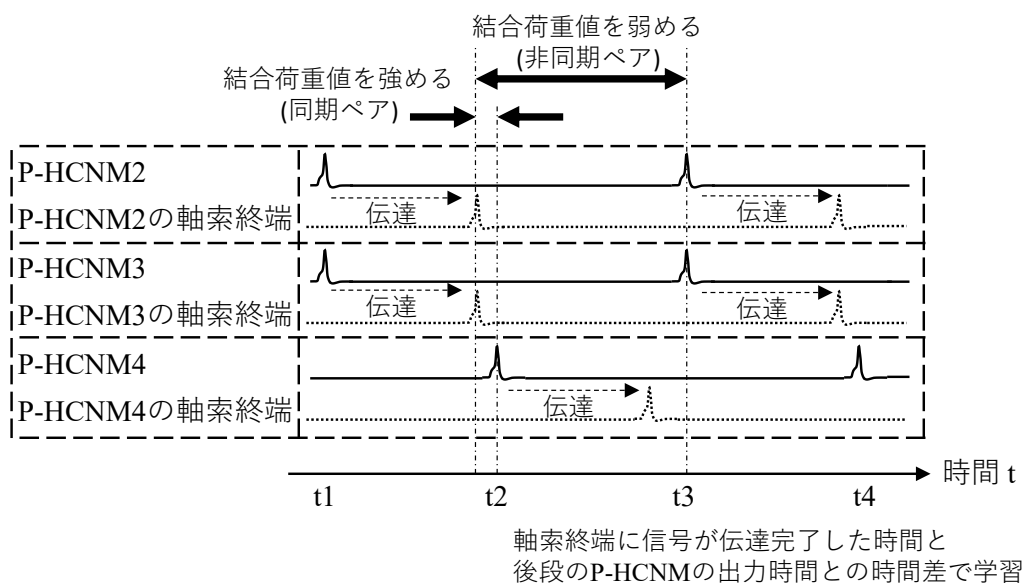 結合荷重値を弱める
(非同期ペア)
結合荷重値を強める
(同期ペア)
P-HCNM2
伝達
伝達
P-HCNM2の軸索終端
P-HCNM3
伝達
伝達
P-HCNM3の軸索終端
P-HCNM4
伝達
P-HCNM4の軸索終端
時間 t
t1
t2
t3
t4
軸索終端に信号が伝達完了した時間と
後段のP-HCNMの出力時間との時間差で学習